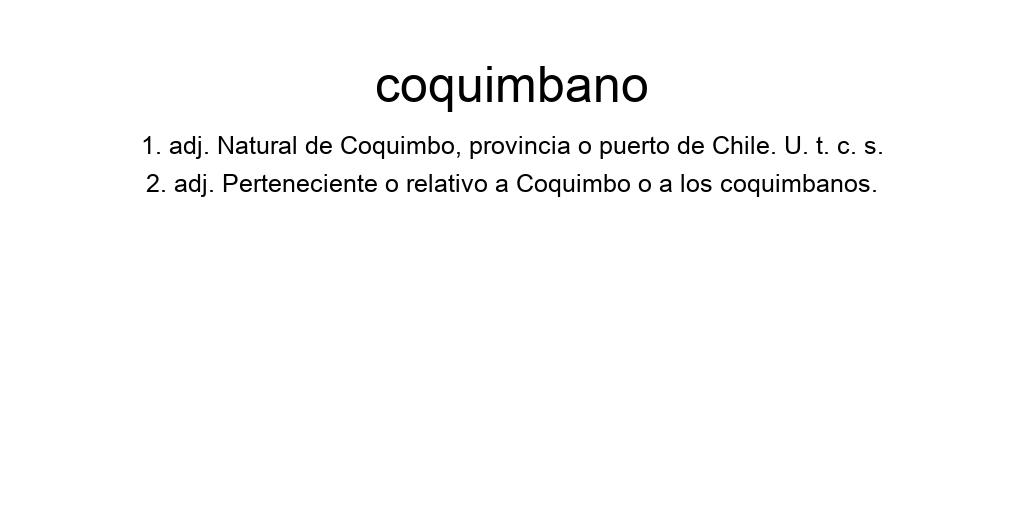 coquimbano
1. adj. Natural de Coquimbo, provincia o puerto de Chile. U. t. c. s.
2. adj. Perteneciente o relativo a Coquimbo o a los coquimbanos.